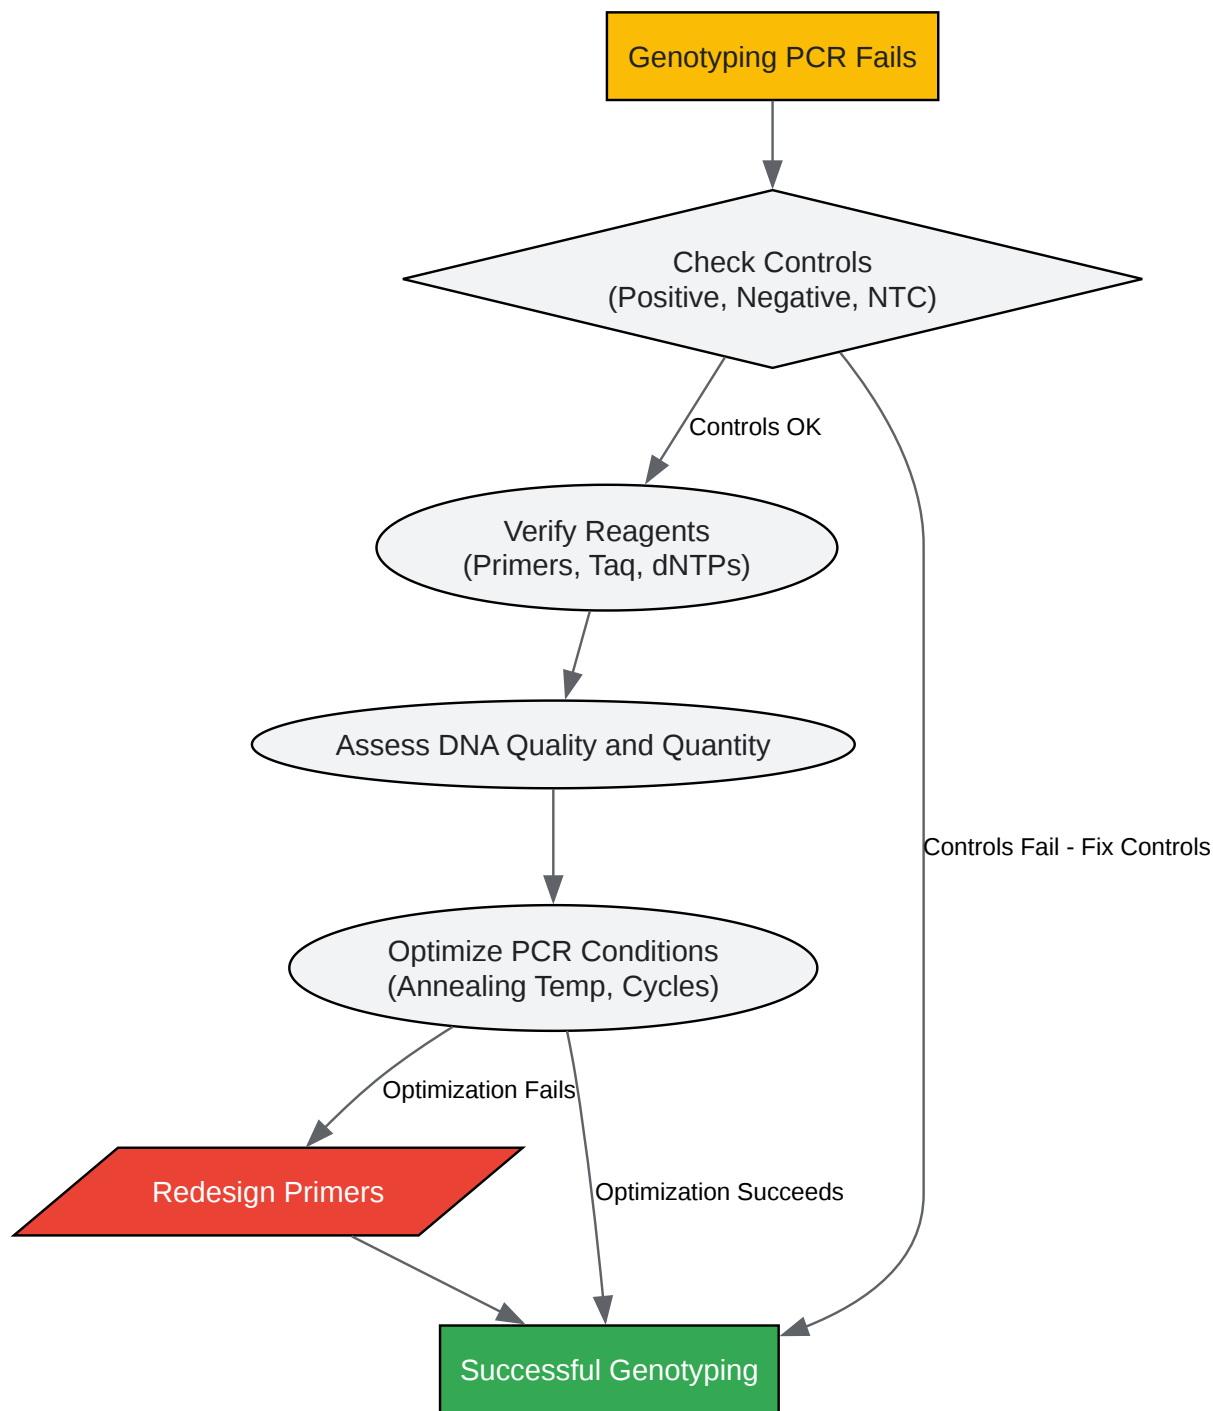 Genotyping PCR Fails
Check Controls
(Positive, Negative, NTC)
Controls OK
Verify Reagents
(Primers, Taq, dNTPs)
Assess DNA Quality and Quantity
Controls Fail - Fix Controls
Optimize PCR Conditions
(Annealing Temp, Cycles)
Optimization Fails
Redesign Primers
Optimization Succeeds
Successful Genotyping